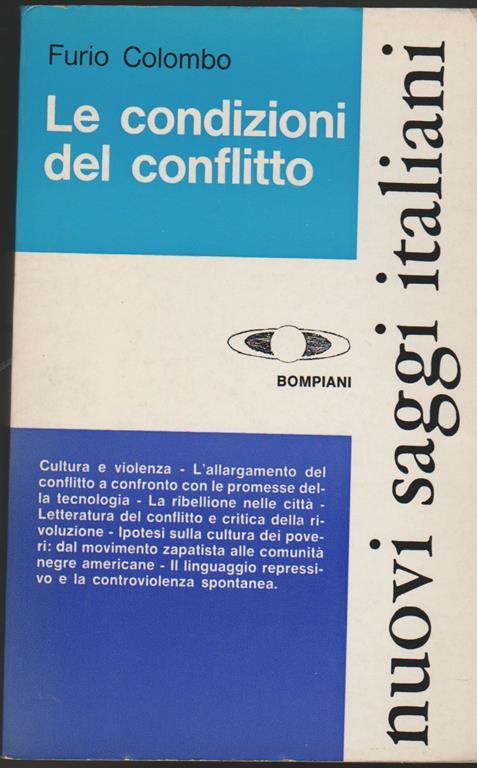 Furio Colombo
Le condizioni
del conflitto
BOMPIANI
Cultura e violenza - L'allargamento del
conflitto a confronto con le promesse del-
la tecnologia - La ribellione nelle città -
Letteratura del conflitto e critica della ri-
voluzione - Ipotesi sulla cultura dei pove-
ri: dal movimento zapatista alle comunità
negre americane - Il linguaggio repressi-
vo e la controviolenza spontanea.
nuovi saggi italiani